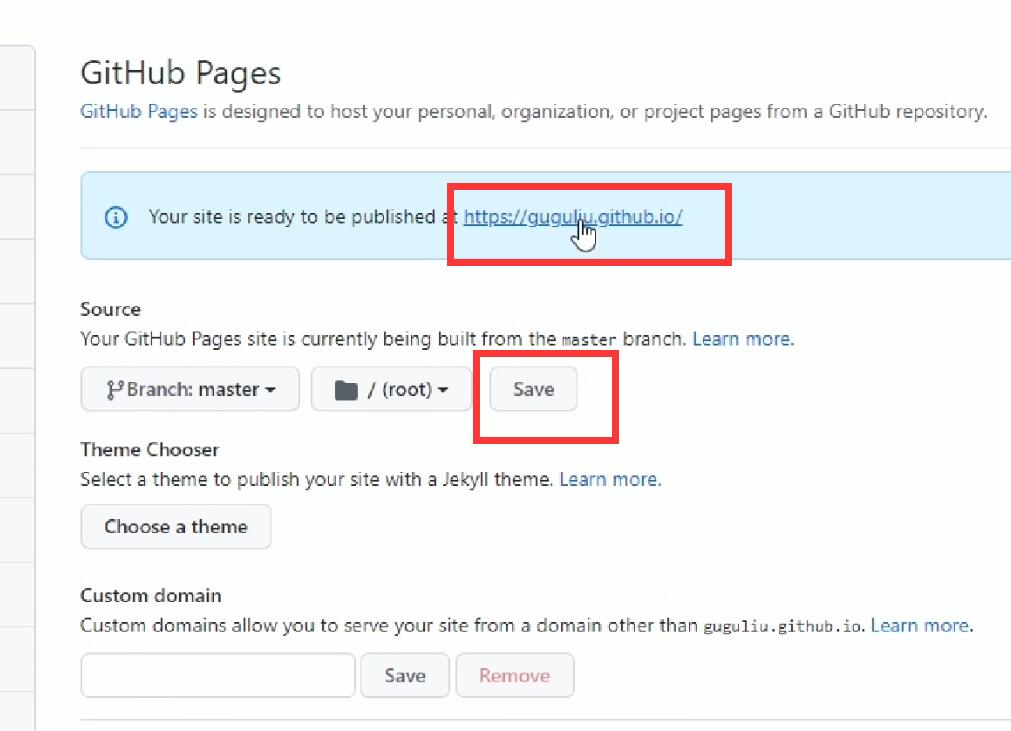 GitHub Pages
GitHub Pages is designed to host your personal, organization, or project pages from a GitHub repository.
Your site is ready to be published at https://guguliu.github.io/
Source
Your GitHub Pages site is currently being built from the master branch. Learn more.
Branch: master / (root) Save
Theme Chooser
Select a theme to publish your site with a Jekyll theme. Learn more.
Choose a theme
Custom domain
Custom domains allow you to serve your site from a domain other than guguliu.github.io. Learn more.
Save Remove